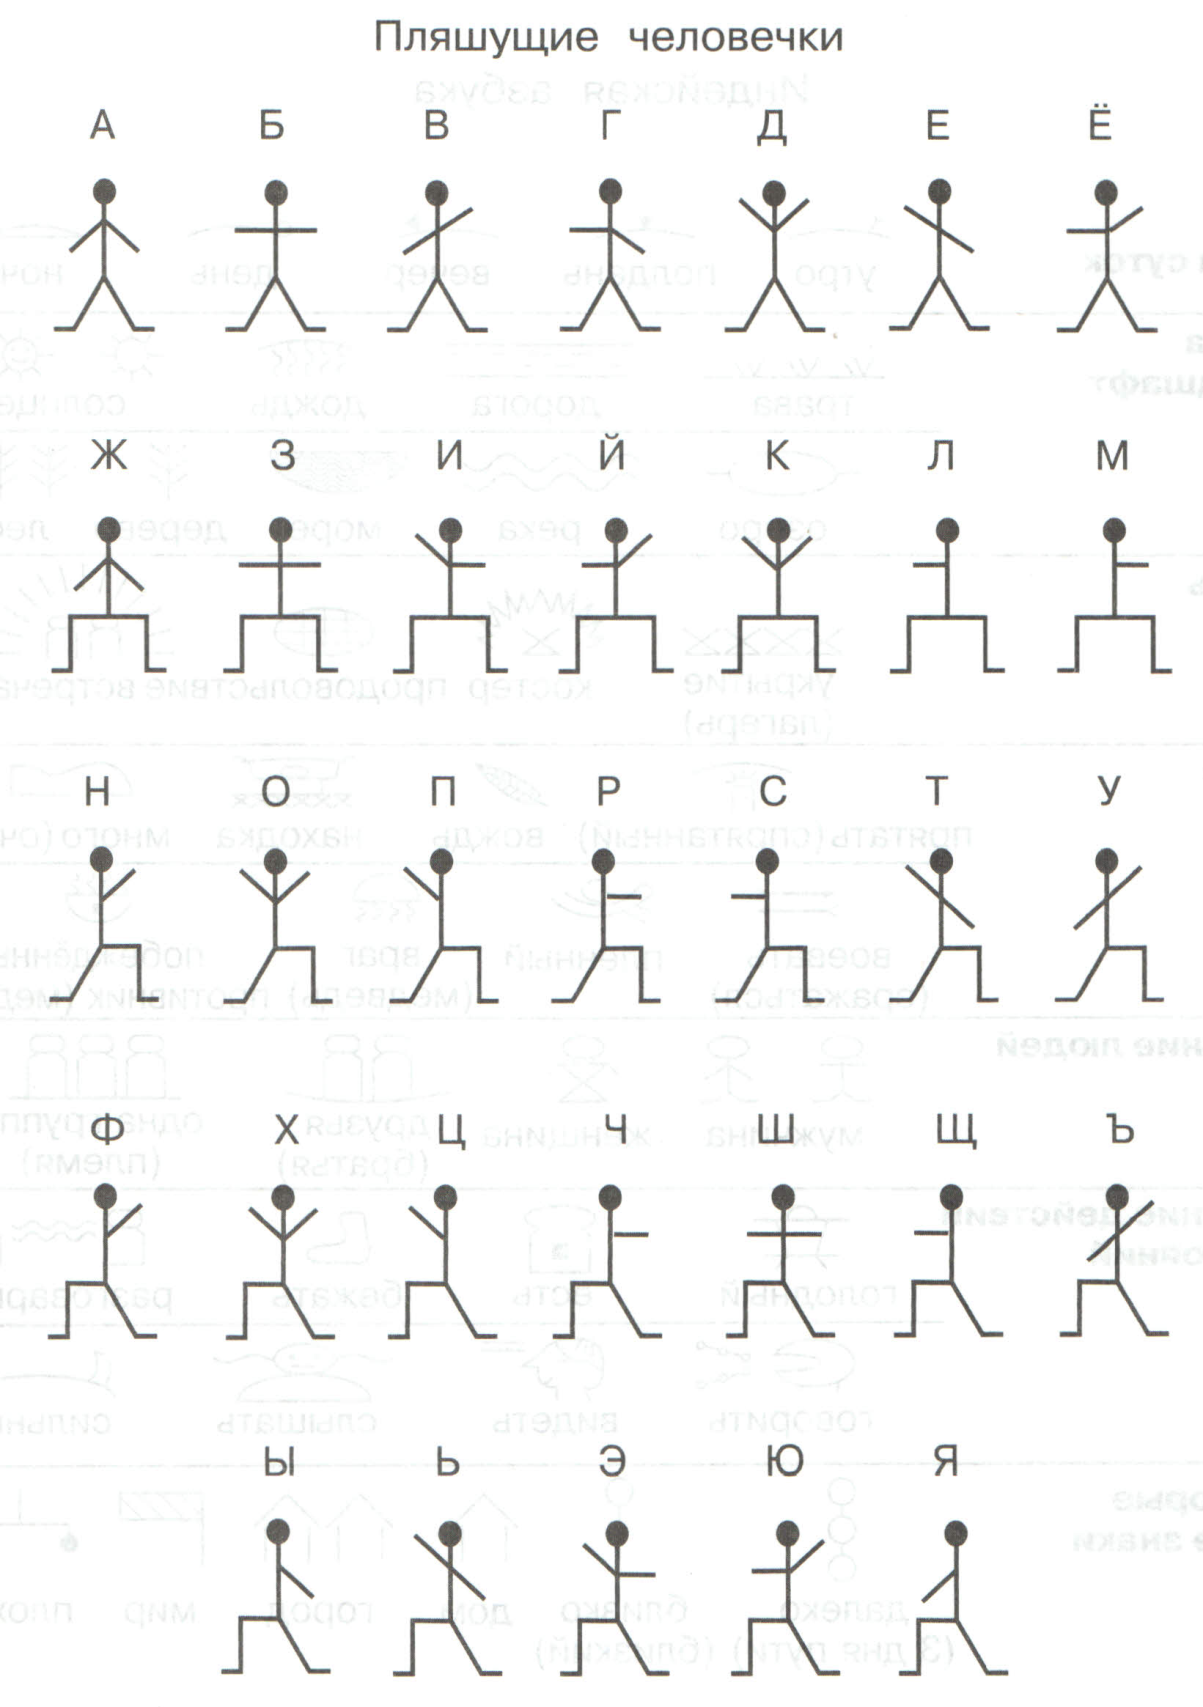 Пляшущие человечки
А Б В Г Д Е Ё
Ж З И Й К Л М
Н О П Р С Т У
Ф Х Ц Ч Ш Щ Ъ
Ы Ь Э Ю Я